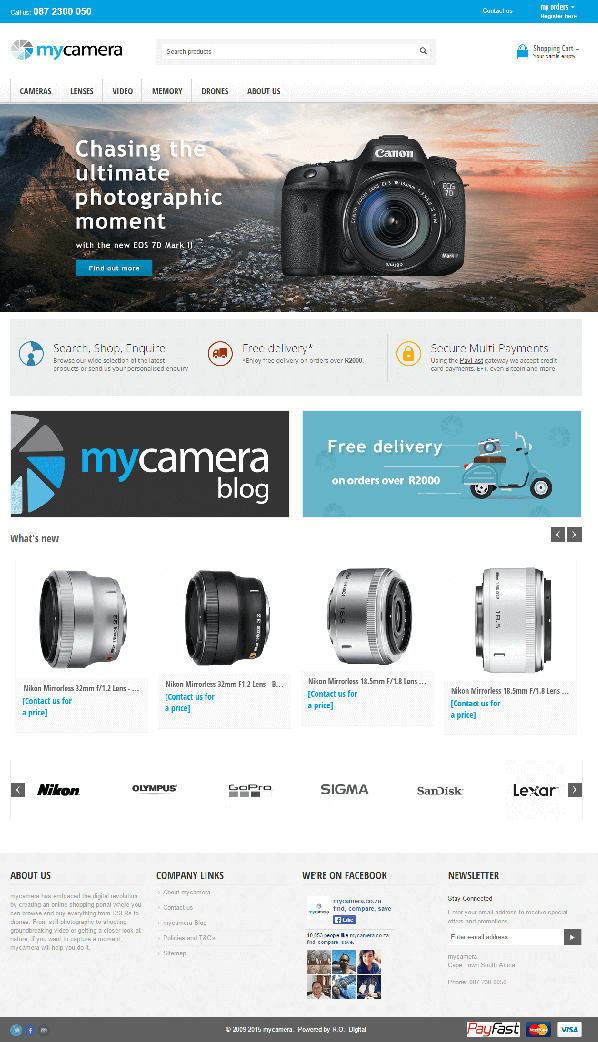 Call us: 087 2300 050
Contact us
my orders
Register here
mycamera
Search products
Shopping Cart
Your cart is empty
CAMERAS
LENSES
VIDEO
MEMORY
DRONES
ABOUT US
Chasing the
ultimate
photographic
moment
with the new EOS 7D Mark II
Find out more
Canon
EOS
7D
Mark II
Search, Shop, Enquire
Browse our wide selection of the latest
products or send us your personalised enquiry
Free delivery*
*Enjoy free delivery on orders over R2000.
Secure Multi Payments
Using the PayFast gateway we accept credit
card payments, EFT, even Bitcoin and more
mycamera
blog
Free delivery
on orders over R2000
What's new
Nikon Mirrorless 32mm f/1.2 Lens - ...
[Contact us for
a price]
Nikon Mirrorless 32mm F1.2 Lens - B...
[Contact us for
a price]
Nikon Mirrorless 18.5mm F/1.8 Lens ...
[Contact us for
a price]
Nikon Mirrorless 18.5mm F/1.8 Lens ...
[Contact us for
a price]
Nikon
OLYMPUS
GoPro
SIGMA
SanDisk
Lexar
ABOUT US
mycamera has embraced the digital revolution
by creating an online shopping portal where you
can browse and buy everything from DSLRs to
drones. From still photography to shooting
groundbreaking video or getting a closer look at
nature, if you want to capture a moment,
mycamera will help you do it.
COMPANY LINKS
About mycamera
Contact us
mycamera Blog
Policies and T&C's
Sitemap
WE'RE ON FACEBOOK
mycamera
mycamera.co.za
find, compare, save
Like
people like mycamera.co.za
find, compare, save.
NEWSLETTER
Stay Connected
Enter your email address to receive special
offers and promotions
Enter e-mail address
mycamera
Cape Town South Africa
Phone: 087 230 0050
© 2009 2015 mycamera. Powered by R.O. Digital
PayFast
MasterCard
VISA